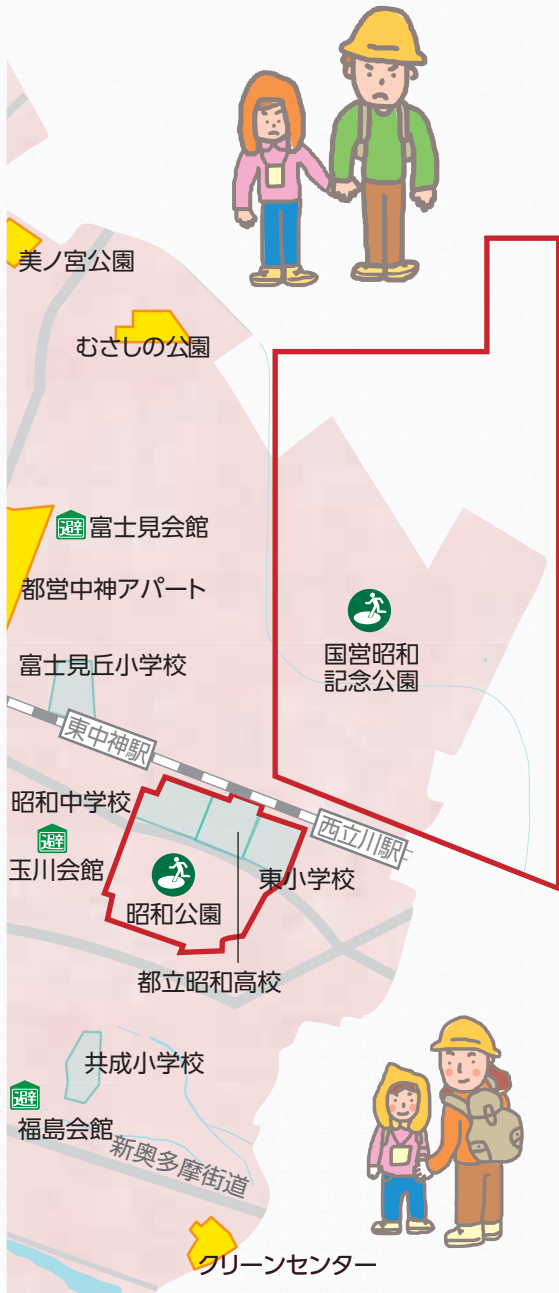 美ノ宮公園
むさしの公園
避
富士見会館
都営中神アパート
国営昭和
記念公園
富士見丘小学校
東中神駅
昭和中学校
西立川駅
避
玉川会館
東小学校
昭和公園
都立昭和高校
共成小学校
避
福島会館
新奥多摩街道
クリーンセンター